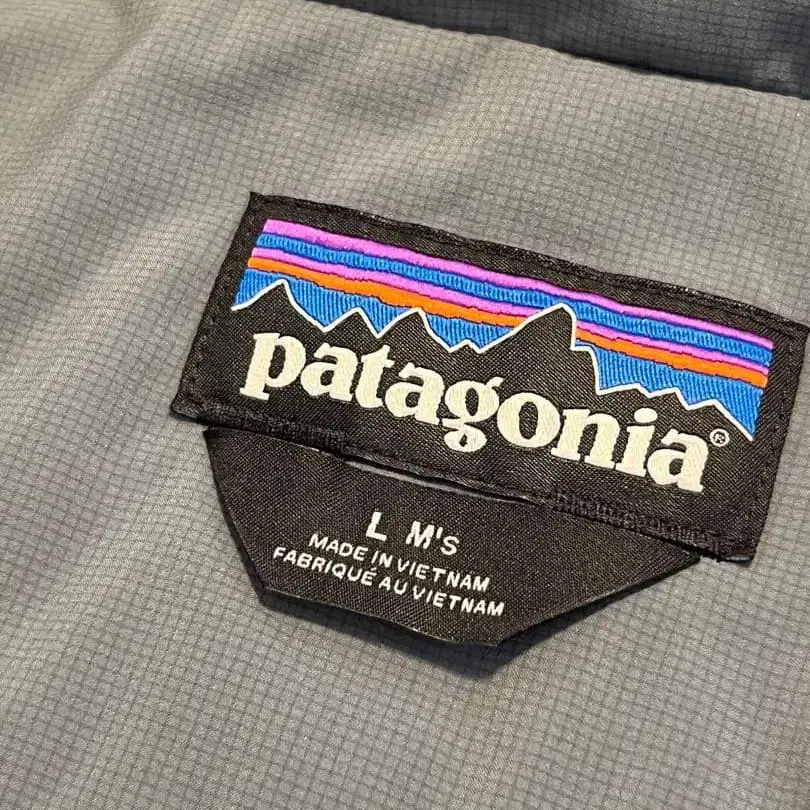 patagonia®
L M's
MADE IN VIETNAM
FABRIQUÉ AU VIETNAM